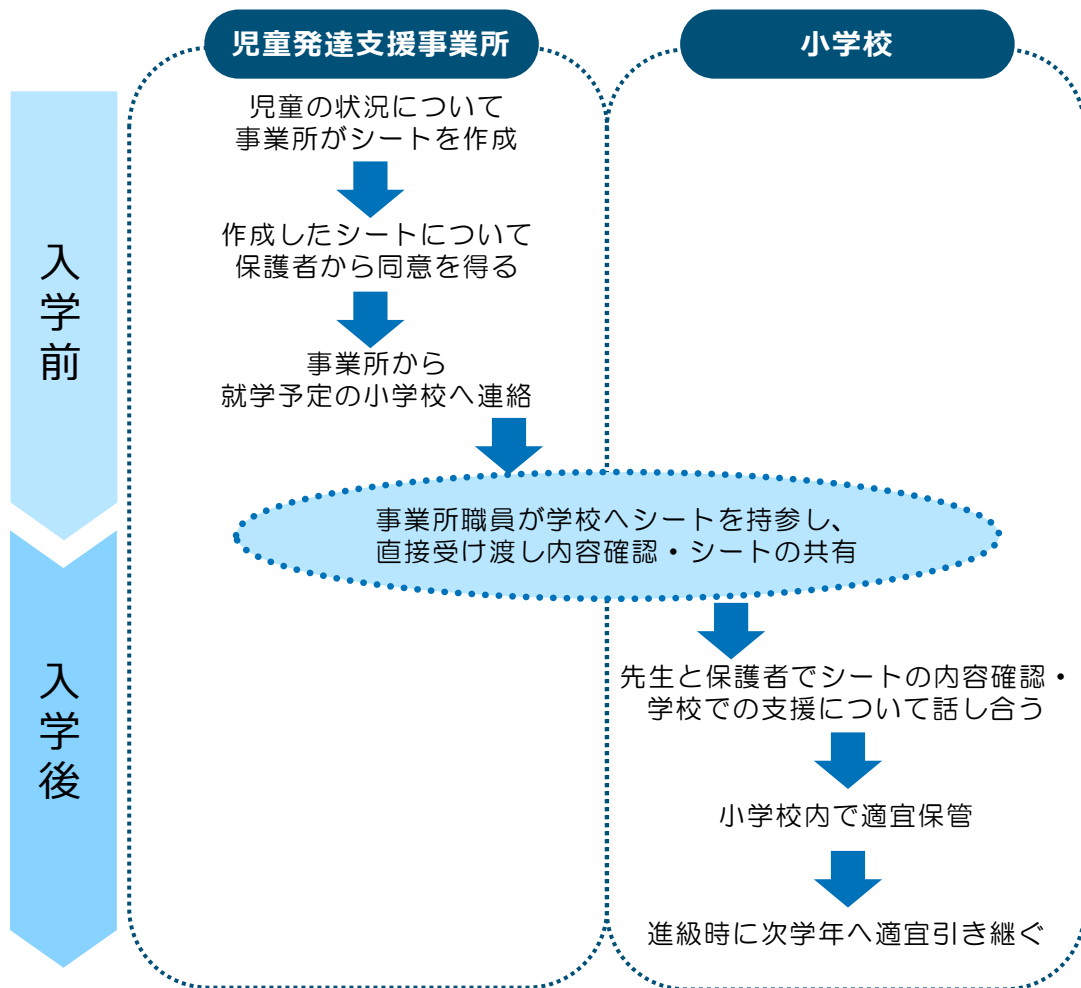 児童発達支援事業所
小学校
入学前
児童の状況について
事業所がシートを作成
作成したシートについて
保護者から同意を得る
事業所から
就学予定の小学校へ連絡
事業所職員が学校へシートを持参し、
直接受け渡し内容確認・シートの共有
入学後
先生と保護者でシートの内容確認・
学校での支援について話し合う
小学校内で適宜保管
進級時に次学年へ適宜引き継ぐ